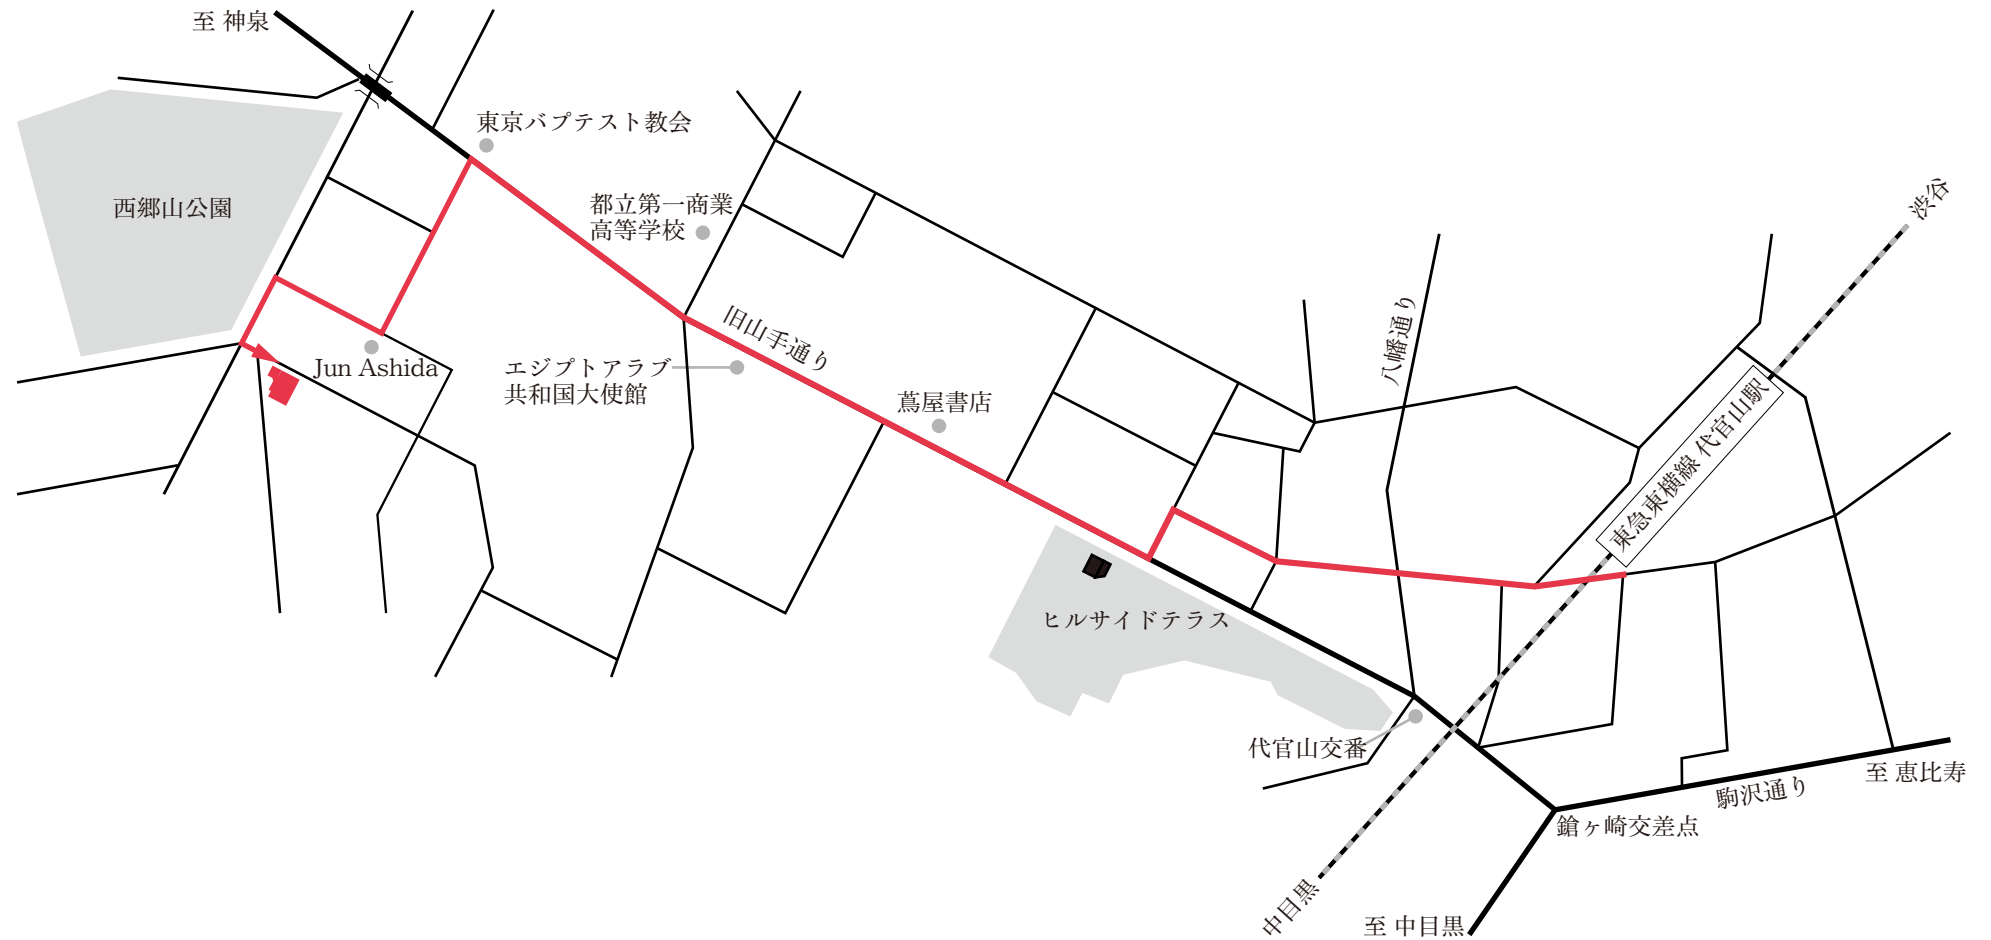 至 神泉
東京バプテスト教会
西郷山公園
都立第一商業
高等学校
渋谷
旧山手通り
八幡通り
エジプトアラブ
共和国大使館
Jun Ashida
蔦屋書店
東急東横線 代官山駅
ヒルサイドテラス
代官山交番
至 恵比寿
駒沢通り
鎗ヶ崎交差点
中目黒
至 中目黒